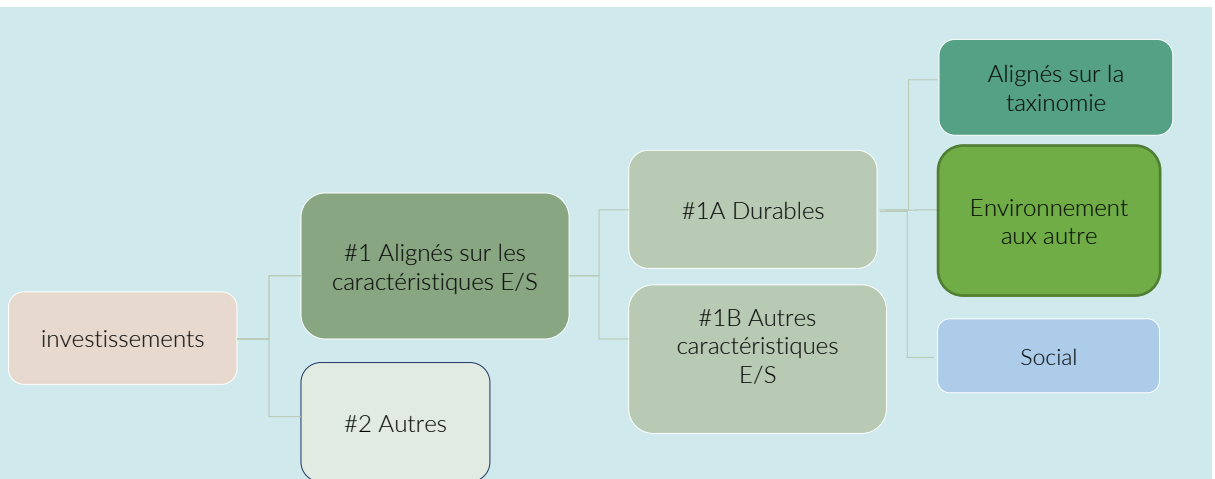 investissements
#1 Alignés sur les
caractéristiques E/S
#2 Autres
#1A Durables
#1B Autres
caractéristiques
E/S
Alignés sur la
taxinomie
Environnement
aux autre
Social